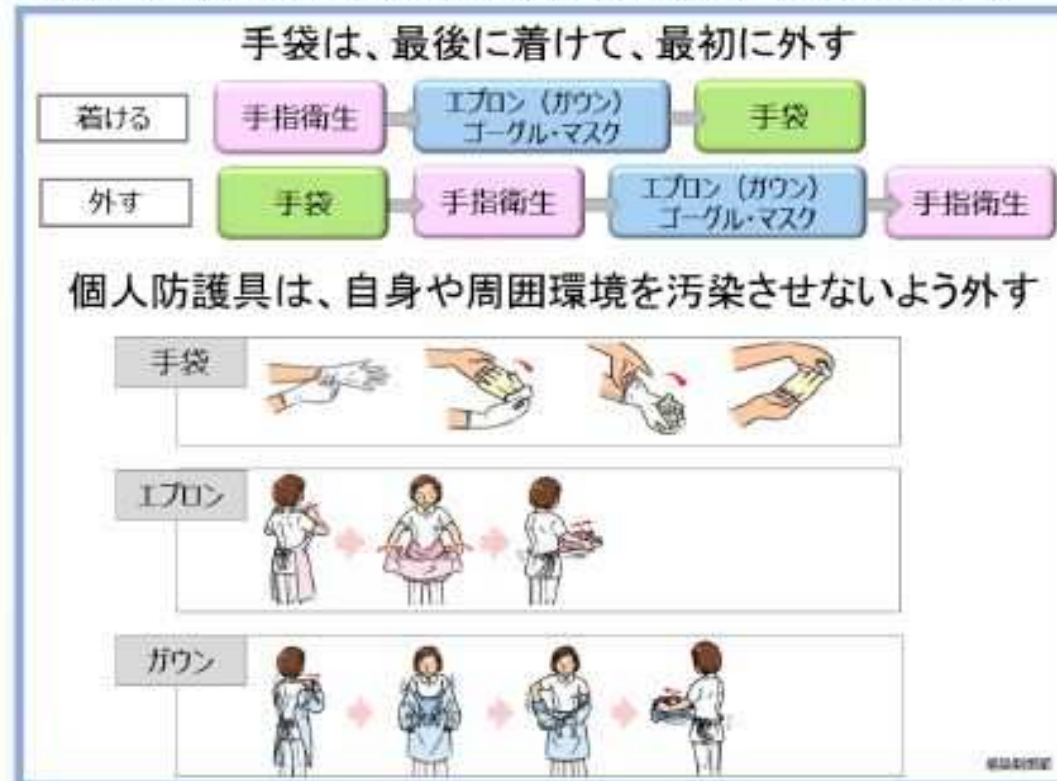 手袋は、最後に着けて、最初に外す
着ける
手指衛生
エプロン（ガウン）
ゴーグル・マスク
手袋
外す
手袋
手指衛生
エプロン（ガウン）
ゴーグル・マスク
手指衛生
個人防護具は、自身や周囲環境を汚染させないよう外す
手袋
エプロン
ガウン